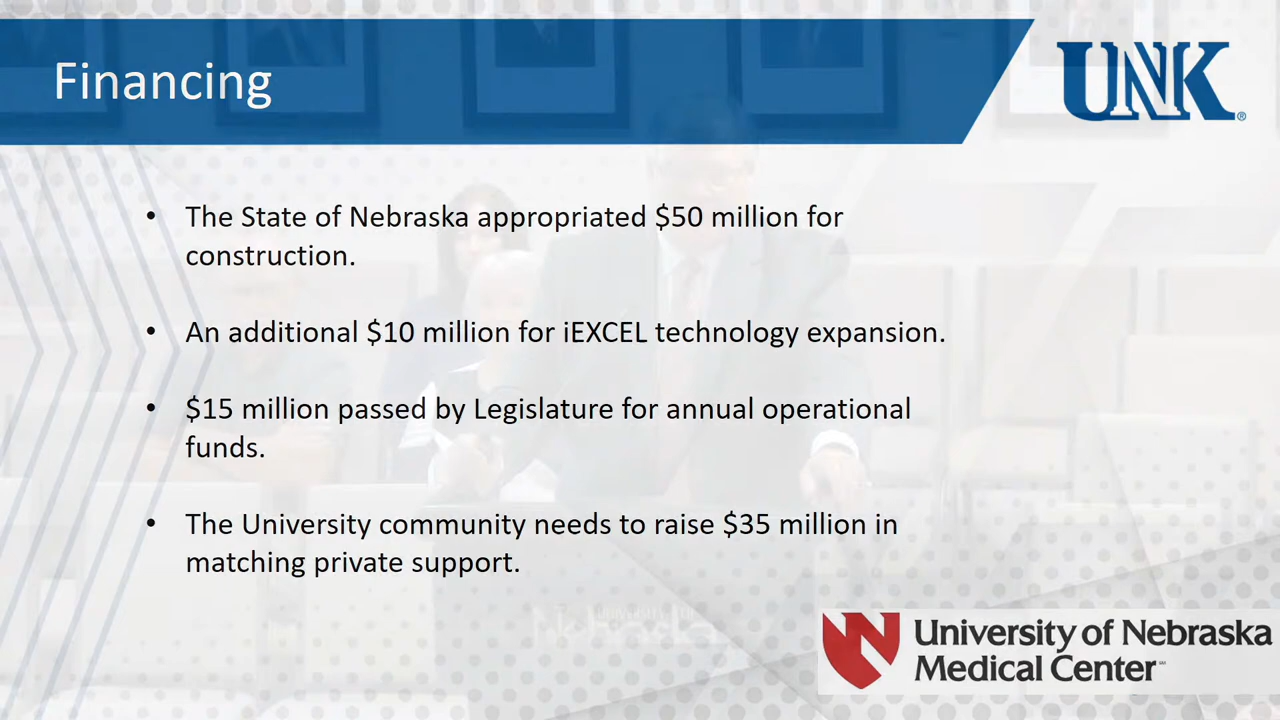 Financing
UNK®
• The State of Nebraska appropriated $50 million for
construction.
• An additional $10 million for iEXCEL technology expansion.
• $15 million passed by Legislature for annual operational
funds.
• The University community needs to raise $35 million in
matching private support.
University of Nebraska
Medical Center